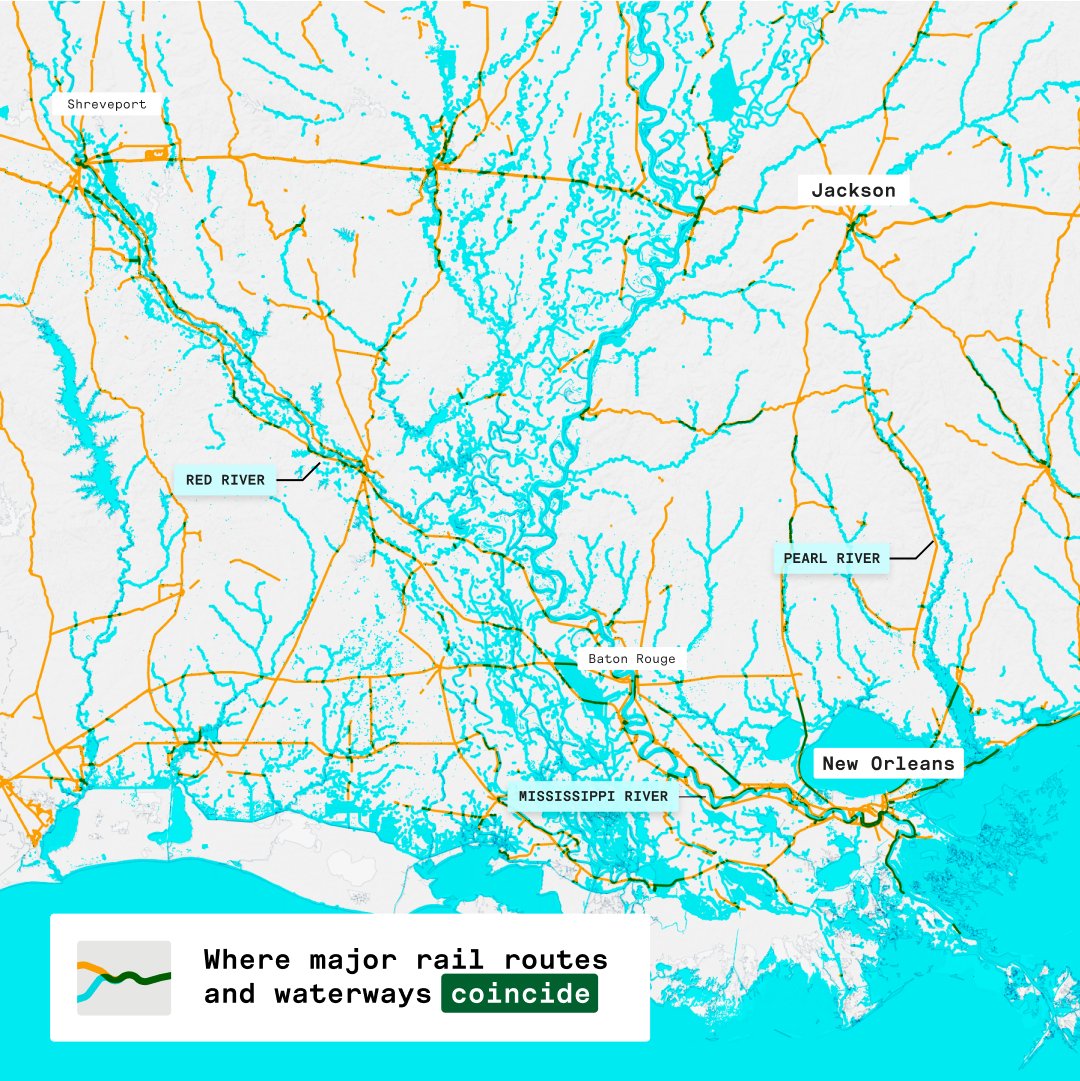 Shreveport
Jackson
RED RIVER
PEARL RIVER
Baton Rouge
New Orleans
MISSISSIPPI RIVER
Where major rail routes
and waterways coincide